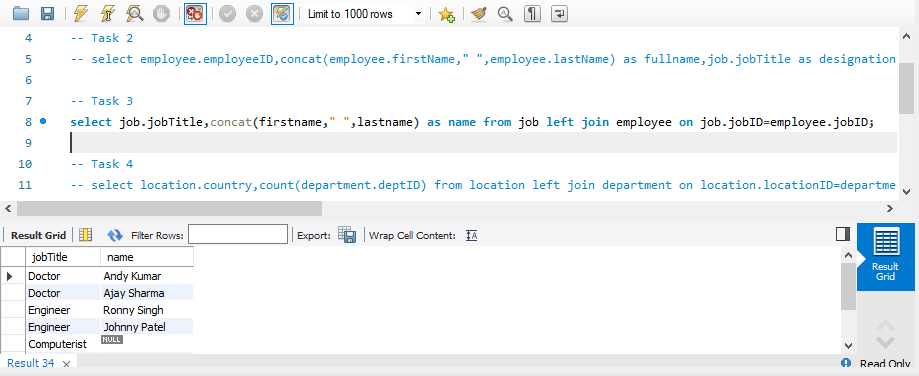 Limit to 1000 rows
4 -- Task 2
5 -- select employee.employeeID,concat(employee.firstName," ",employee.lastName) as fullname,job.jobTitle as designation
6
7 -- Task 3
8 select job.jobTitle,concat(firstname," ",lastname) as name from job left join employee on job.jobID=employee.jobID;
9
10 -- Task 4
11 -- select location.country,count(department.deptID) from location left join department on location.locationID=departme
Result Grid Filter Rows: Export: Wrap Cell Content: IA
jobTitle name
Doctor Andy Kumar
Doctor Ajay Sharma
Engineer Ronny Singh
Engineer Johnny Patel
Computerist NULL
Result Grid
Result 34 × Read Only